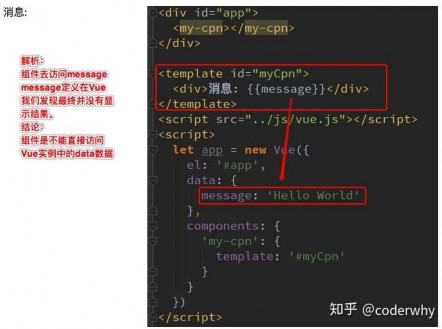 消息:
解析：
组件去访问message
message定义在Vue
我们发现最终并没有显
示结果。
结论：
组件是不能直接访问
Vue实例中的data数据
<div id="app">
<my-cpn></my-cpn>
</div>
<template id="myCpn">
<div>消息: {{message}}</div>
</template>
<script src="../js/vue.js"></script>
<script>
let app = new Vue({
el: '#app',
data: {
message: 'Hello World'
},
components: {
'my-cpn': {
template: '#myCpn'
}
}
})
</script>
知乎 @coderwhy